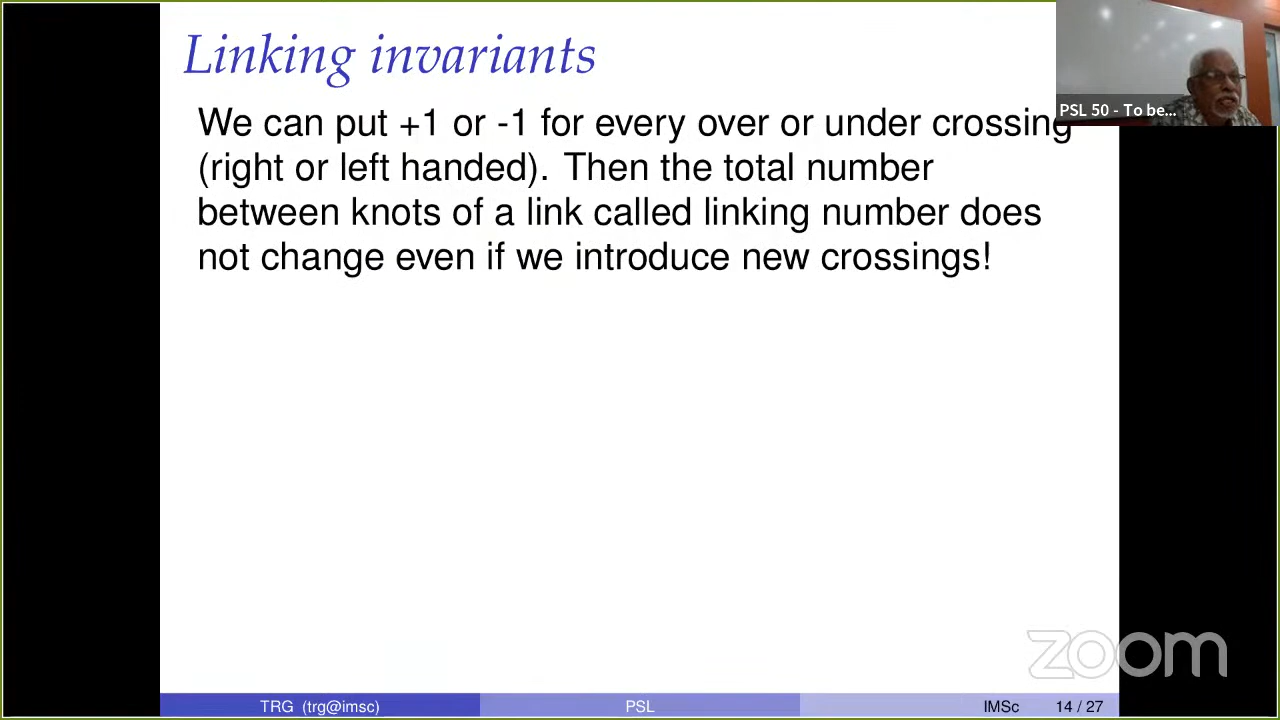 Linking invariants
PSL 50 - To be...
We can put +1 or -1 for every over or under crossing
(right or left handed). Then the total number
between knots of a link called linking number does
not change even if we introduce new crossings!
zoom
TRG (trg@imsc) PSL IMSc 14 / 27